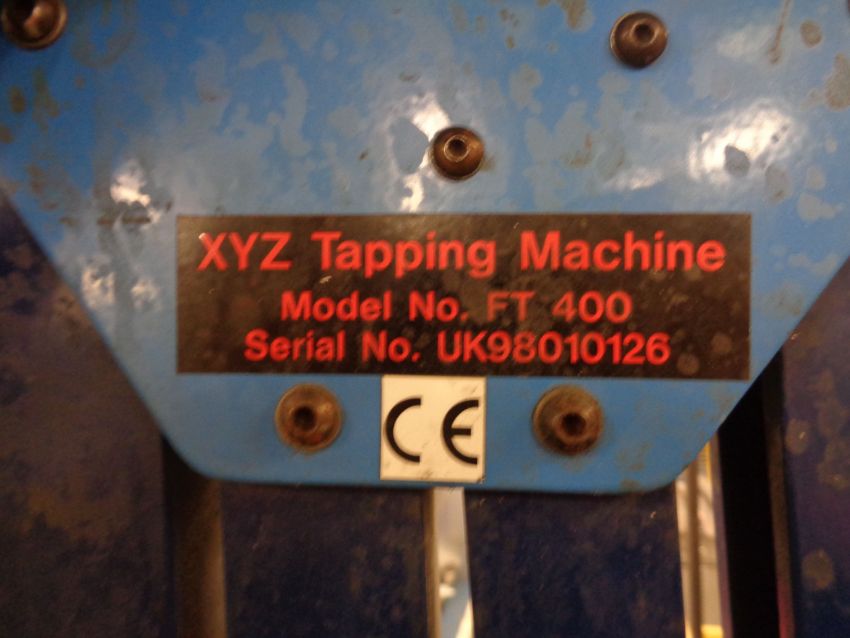 XYZ Tapping Machine
Model No. FT 400
Serial No. UK98010126
CE